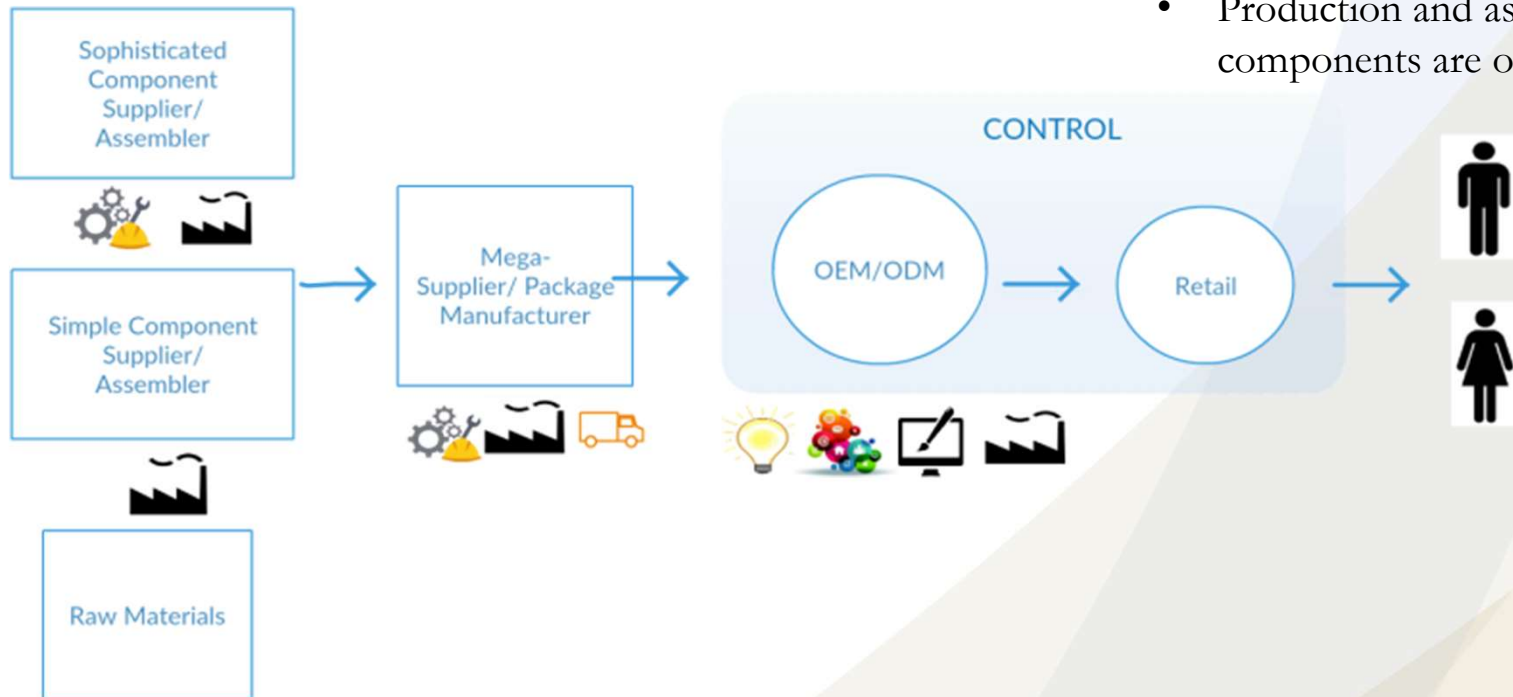 • Production and as
components are o
Sophisticated
Component
Supplier/
Assembler
Simple Component
Supplier/
Assembler
Raw Materials
Mega-
Supplier/ Package
Manufacturer
CONTROL
OEM/ODM
Retail